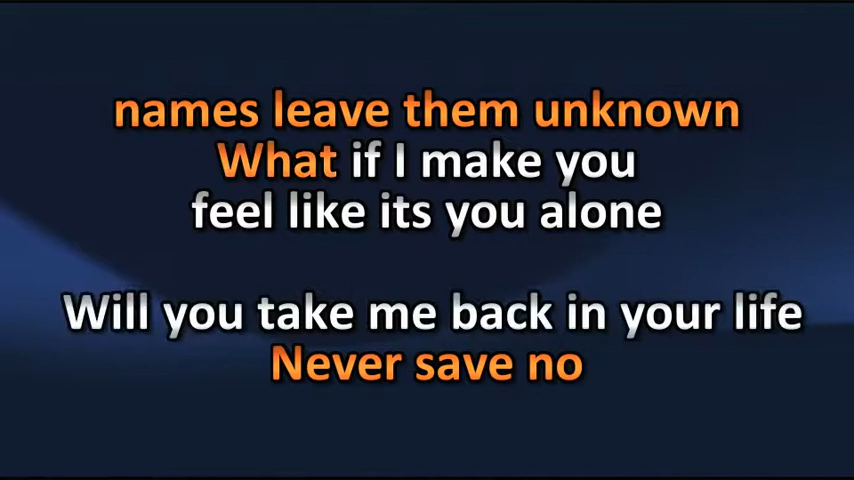 names leave them unknown
What if I make you
feel like its you alone
Will you take me back in your life
Never save no